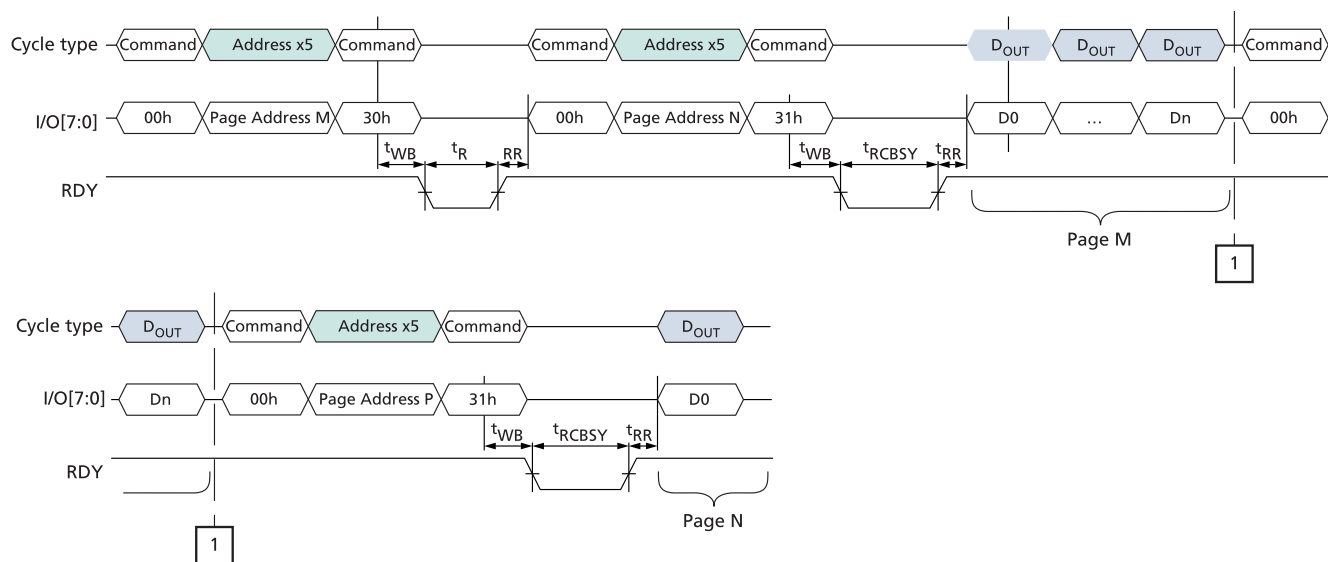 Cycle type Command Address x5 Command Command Address x5 Command DOUT DOUT DOUT Command
I/O[7:0] 00h Page Address M 30h 00h Page Address N 31h D0 ... Dn 00h
tWB tR RR tWB tRCBSY tRR
RDY
Page M
1
Cycle type DOUT Command Address x5 Command DOUT
I/O[7:0] Dn 00h Page Address P 31h D0
tWB tRCBSY tRR
RDY
Page N
1